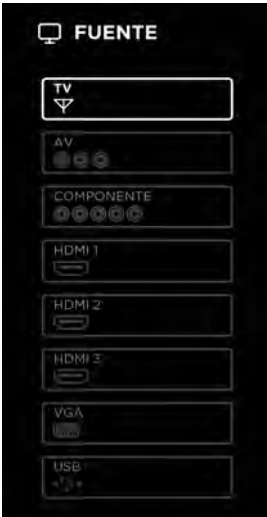 FUENTE
TV
AV
COMPONENTE
HDMI 1
HDMI 2
HDMI 3
VGA
USB